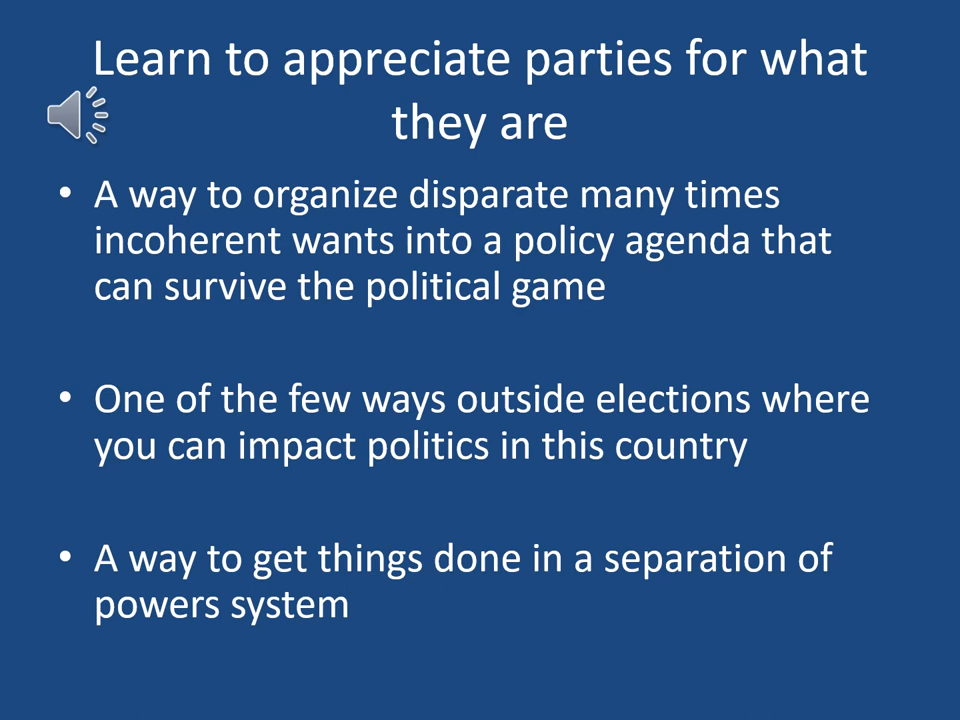 Learn to appreciate parties for what
they are
• A way to organize disparate many times
incoherent wants into a policy agenda that
can survive the political game
• One of the few ways outside elections where
you can impact politics in this country
• A way to get things done in a separation of
powers system